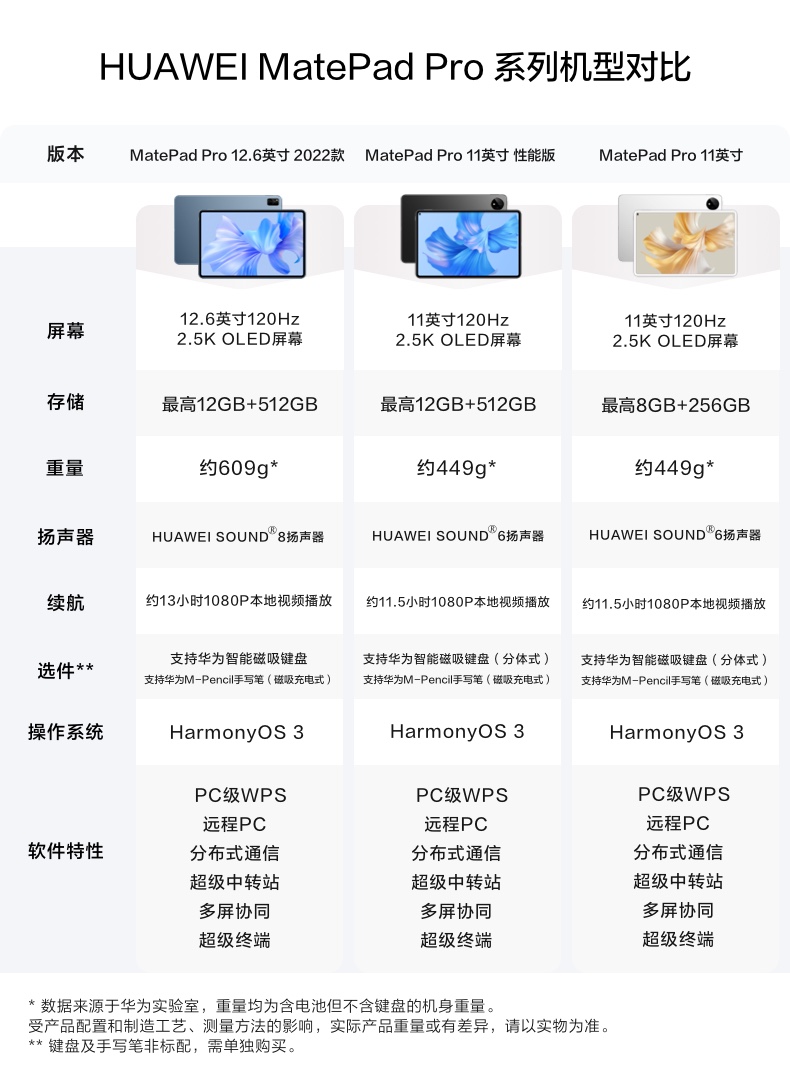 HUAWEI MatePad Pro 系列机型对比
版本 MatePad Pro 12.6英寸 2022款 MatePad Pro 11英寸 性能版 MatePad Pro 11英寸
屏幕
12.6英寸120Hz
2.5K OLED屏幕
11英寸120Hz
2.5K OLED屏幕
11英寸120Hz
2.5K OLED屏幕
存储 最高12GB+512GB 最高12GB+512GB 最高8GB+256GB
重量 约609g* 约449g* 约449g*
扬声器 HUAWEI SOUND®8扬声器 HUAWEI SOUND®6扬声器 HUAWEI SOUND®6扬声器
续航 约13小时1080P本地视频播放 约11.5小时1080P本地视频播放 约11.5小时1080P本地视频播放
选件**
支持华为智能磁吸键盘
支持华为M-Pencil手写笔（磁吸充电式）
支持华为智能磁吸键盘（分体式）
支持华为M-Pencil手写笔（磁吸充电式）
支持华为智能磁吸键盘（分体式）
支持华为M-Pencil手写笔（磁吸充电式）
操作系统 HarmonyOS 3 HarmonyOS 3 HarmonyOS 3
软件特性
PC级WPS
远程PC
分布式通信
超级中转站
多屏协同
超级终端
PC级WPS
远程PC
分布式通信
超级中转站
多屏协同
超级终端
PC级WPS
远程PC
分布式通信
超级中转站
多屏协同
超级终端
* 数据来源于华为实验室，重量均为含电池但不含键盘的机身重量。
受产品配置和制造工艺、测量方法的影响，实际产品重量或有差异，请以实物为准。
** 键盘及手写笔非标配，需单独购买。